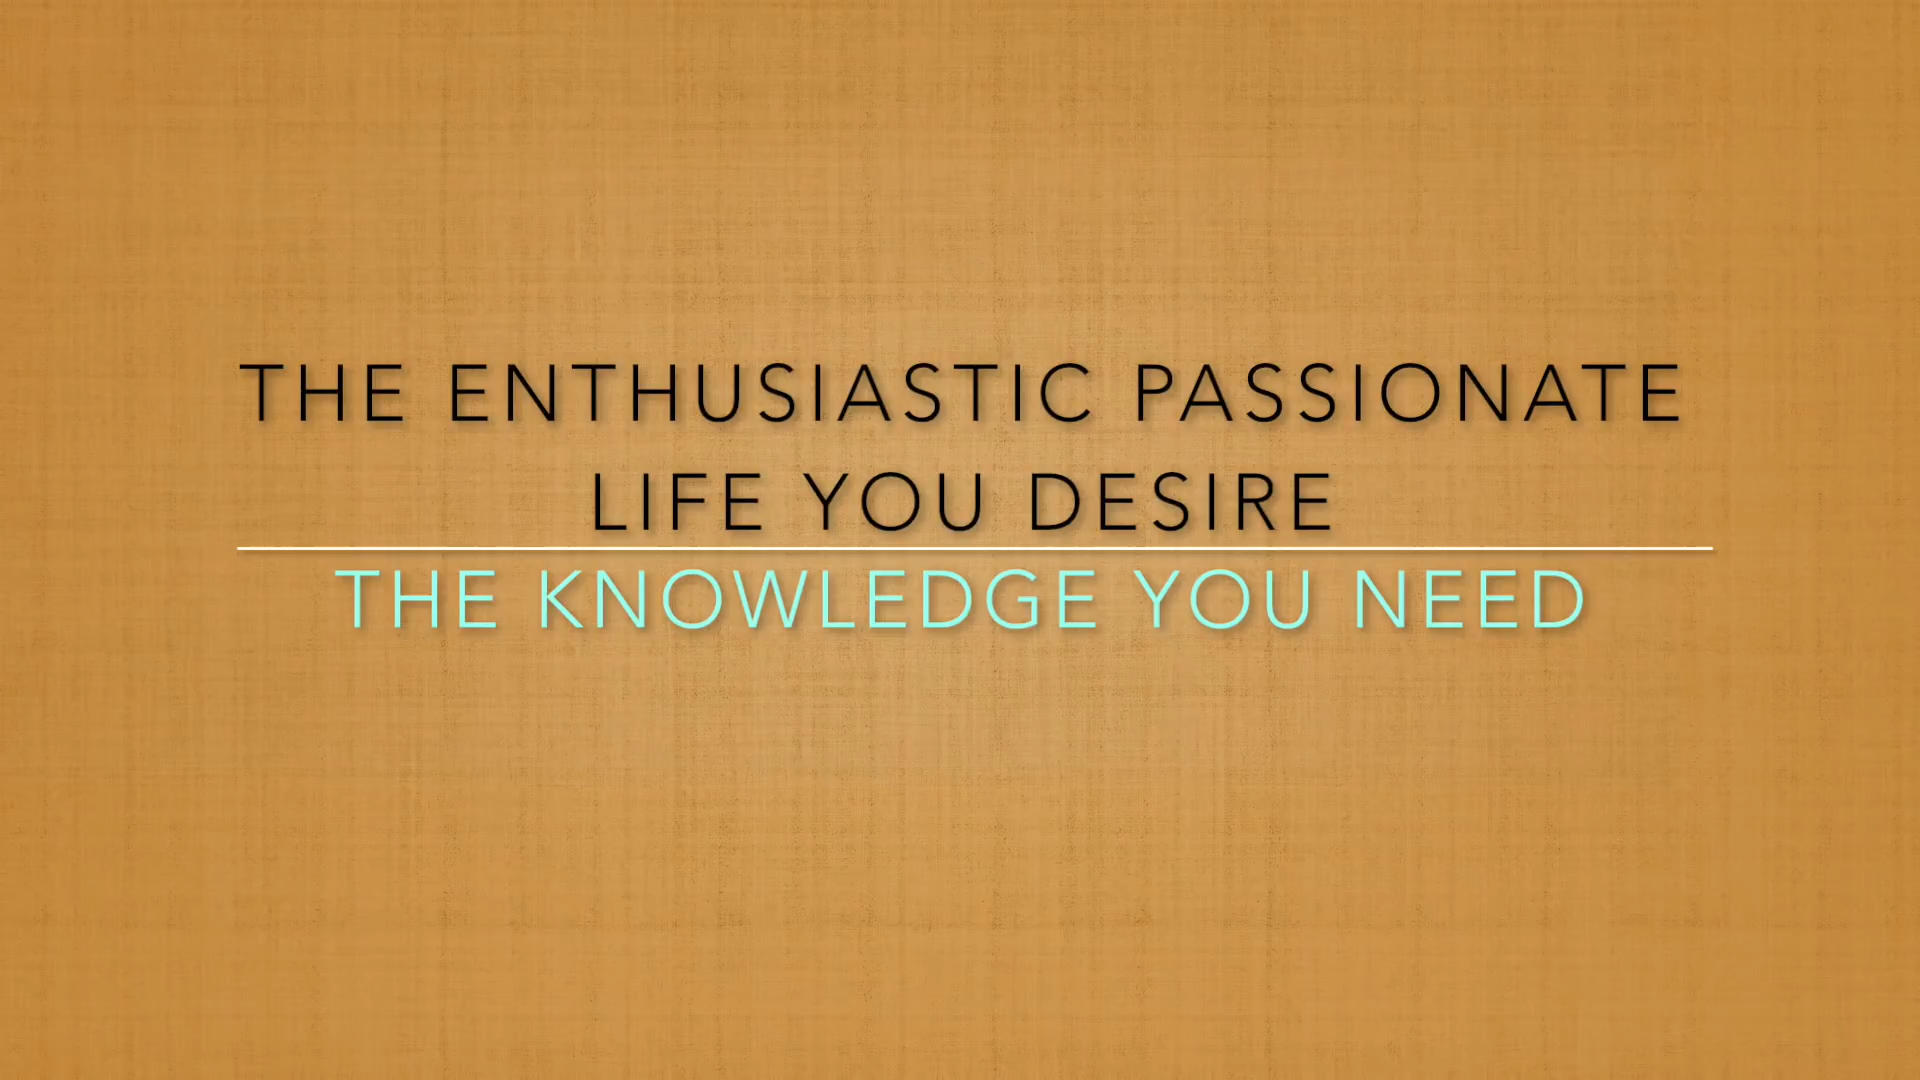 THE ENTHUSIASTIC PASSIONATE
LIFE YOU DESIRE
THE KNOWLEDGE YOU NEED